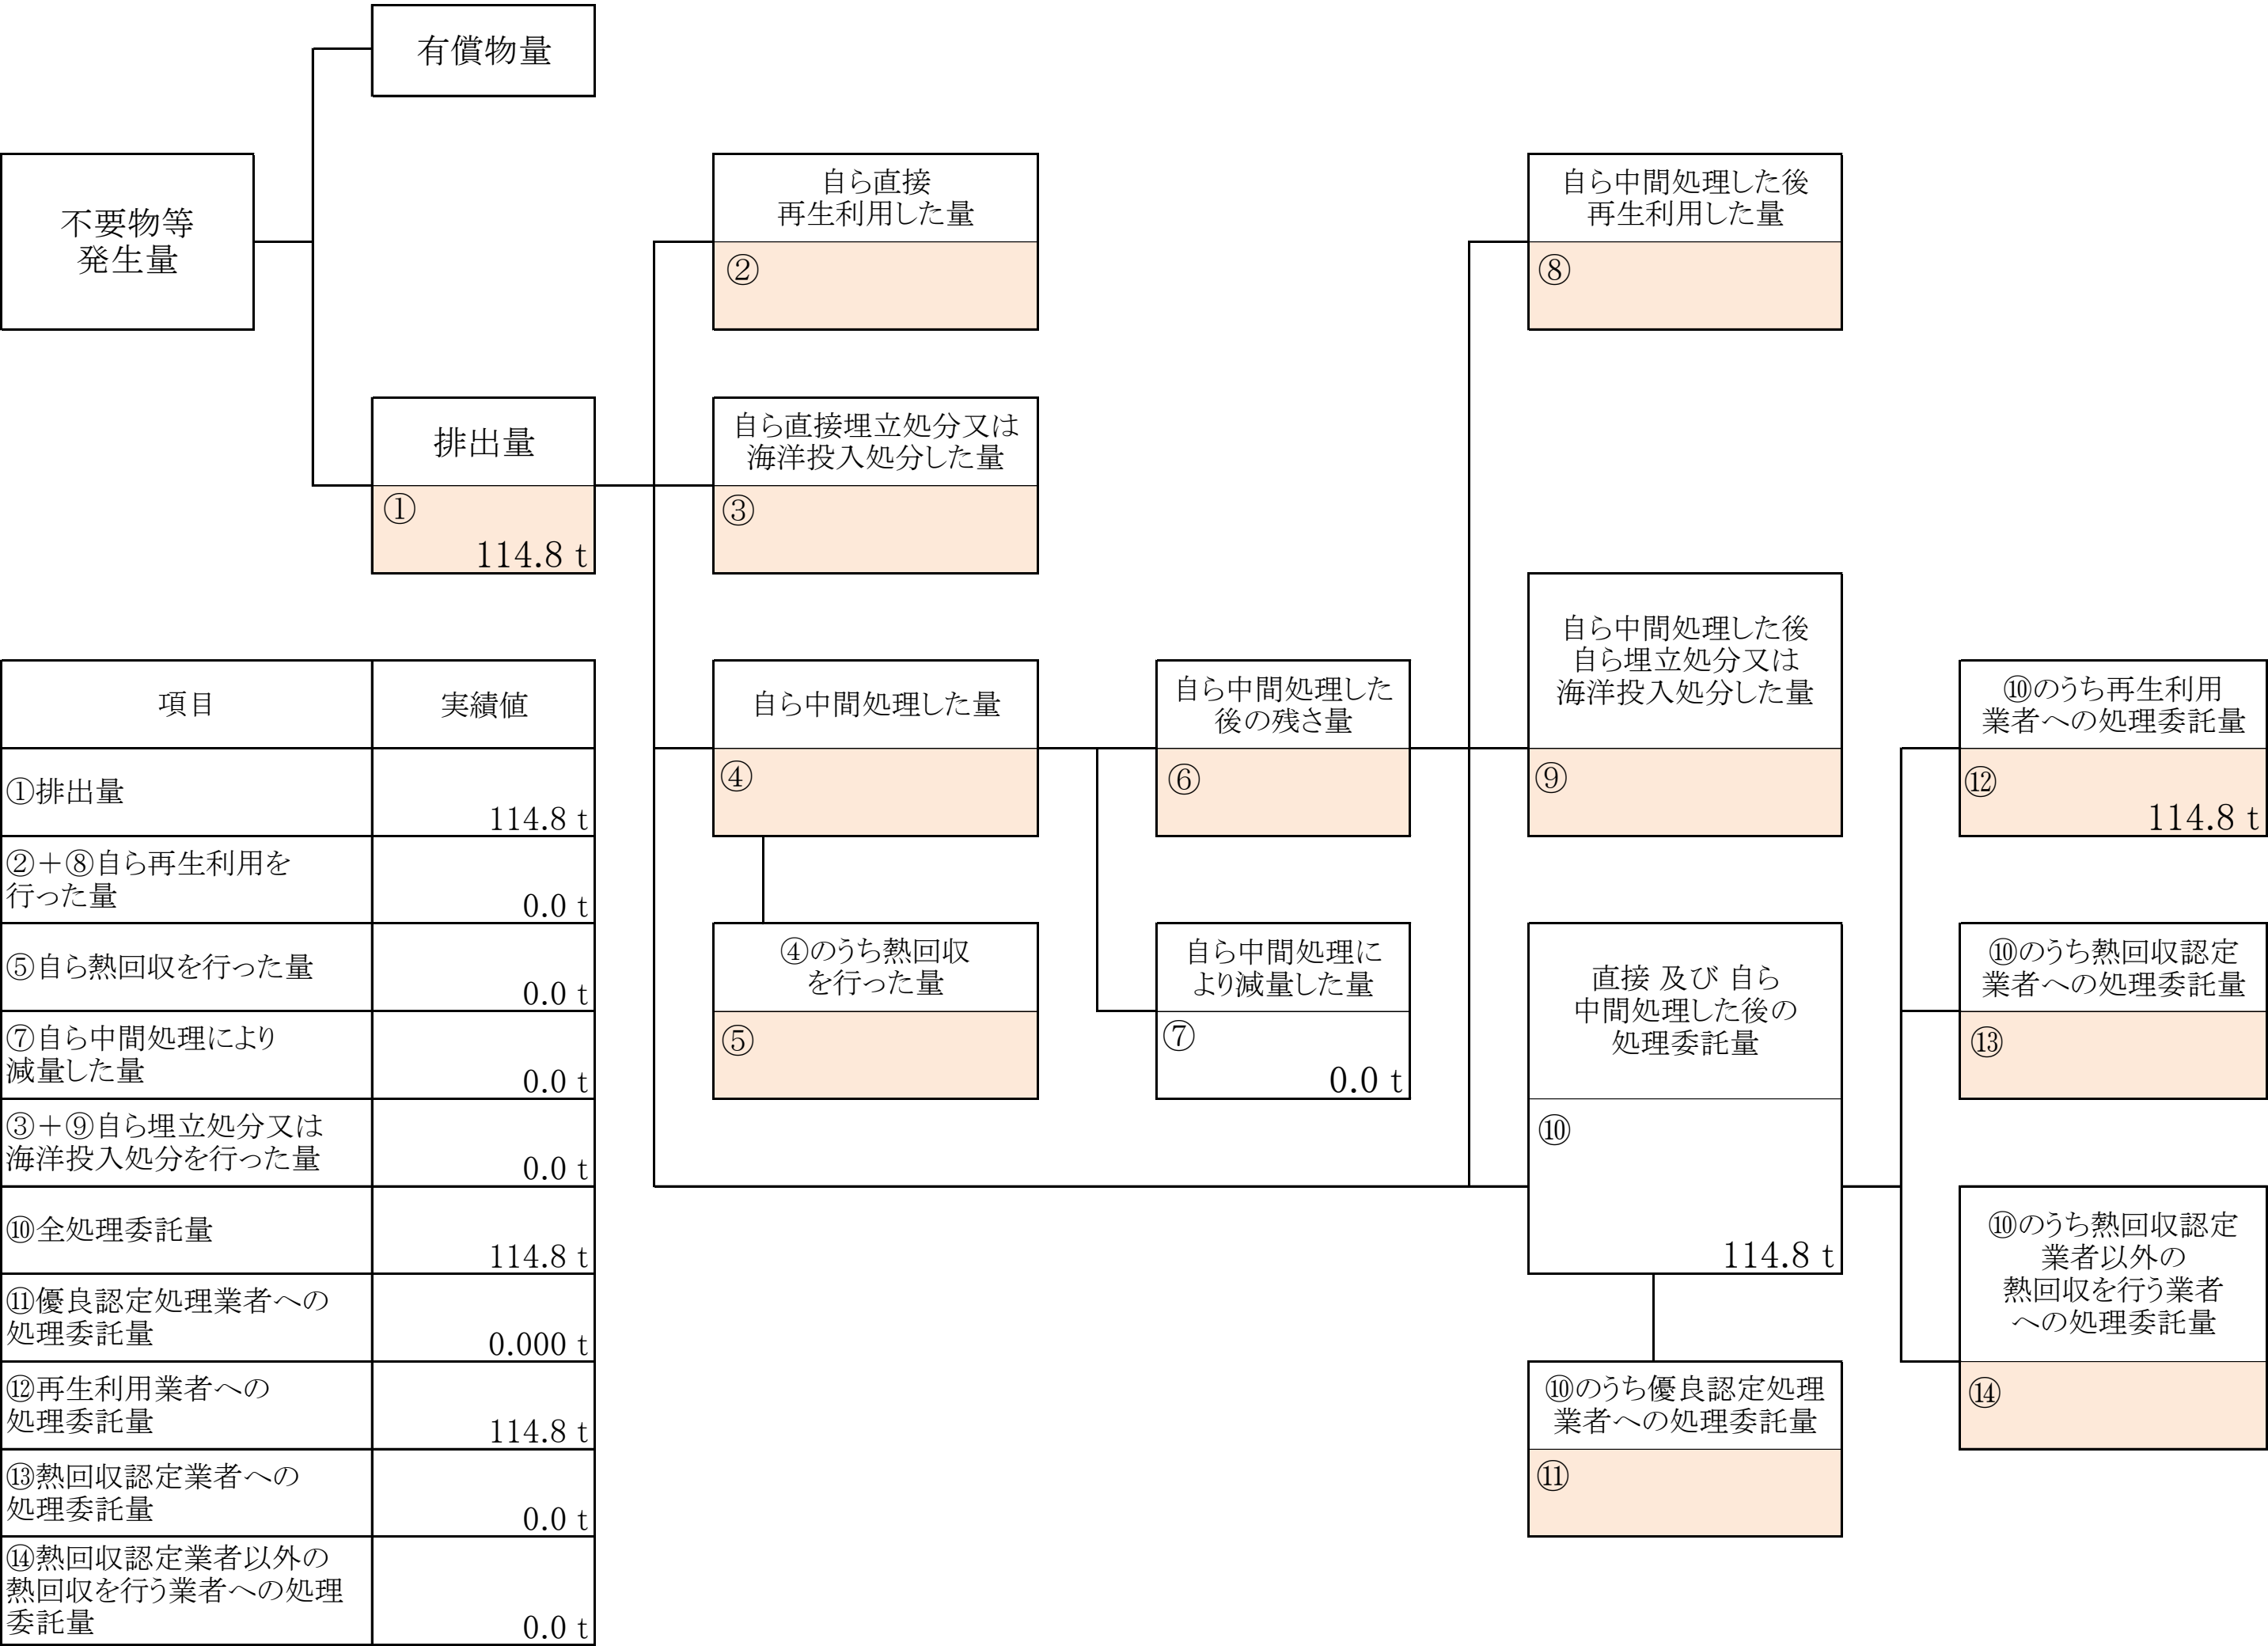 有償物量
不要物等
発生量
排出量
①
114.8 t
自ら直接
再生利用した量
②
自ら直接埋立処分又は
海洋投入処分した量
③
自ら中間処理した量
④
④のうち熱回収
を行った量
⑤
自ら中間処理した
後の残さ量
⑥
自ら中間処理に
より減量した量
⑦
0.0 t
自ら中間処理した後
再生利用した量
⑧
自ら中間処理した後
自ら埋立処分又は
海洋投入処分した量
⑨
直接 及び 自ら
中間処理した後の
処理委託量
⑩
114.8 t
⑩のうち優良認定処理
業者への処理委託量
⑪
⑩のうち再生利用
業者への処理委託量
⑫
114.8 t
⑩のうち熱回収認定
業者への処理委託量
⑬
⑩のうち熱回収認定
業者以外の
熱回収を行う業者
への処理委託量
⑭
項目
実績値
①排出量
114.8 t
②＋⑧自ら再生利用を
行った量
0.0 t
⑤自ら熱回収を行った量
0.0 t
⑦自ら中間処理により
減量した量
0.0 t
③＋⑨自ら埋立処分又は
海洋投入処分を行った量
0.0 t
⑩全処理委託量
114.8 t
⑪優良認定処理業者への
処理委託量
0.000 t
⑫再生利用業者への
処理委託量
114.8 t
⑬熱回収認定業者への
処理委託量
0.0 t
⑭熱回収認定業者以外の
熱回収を行う業者への処理
委託量
0.0 t